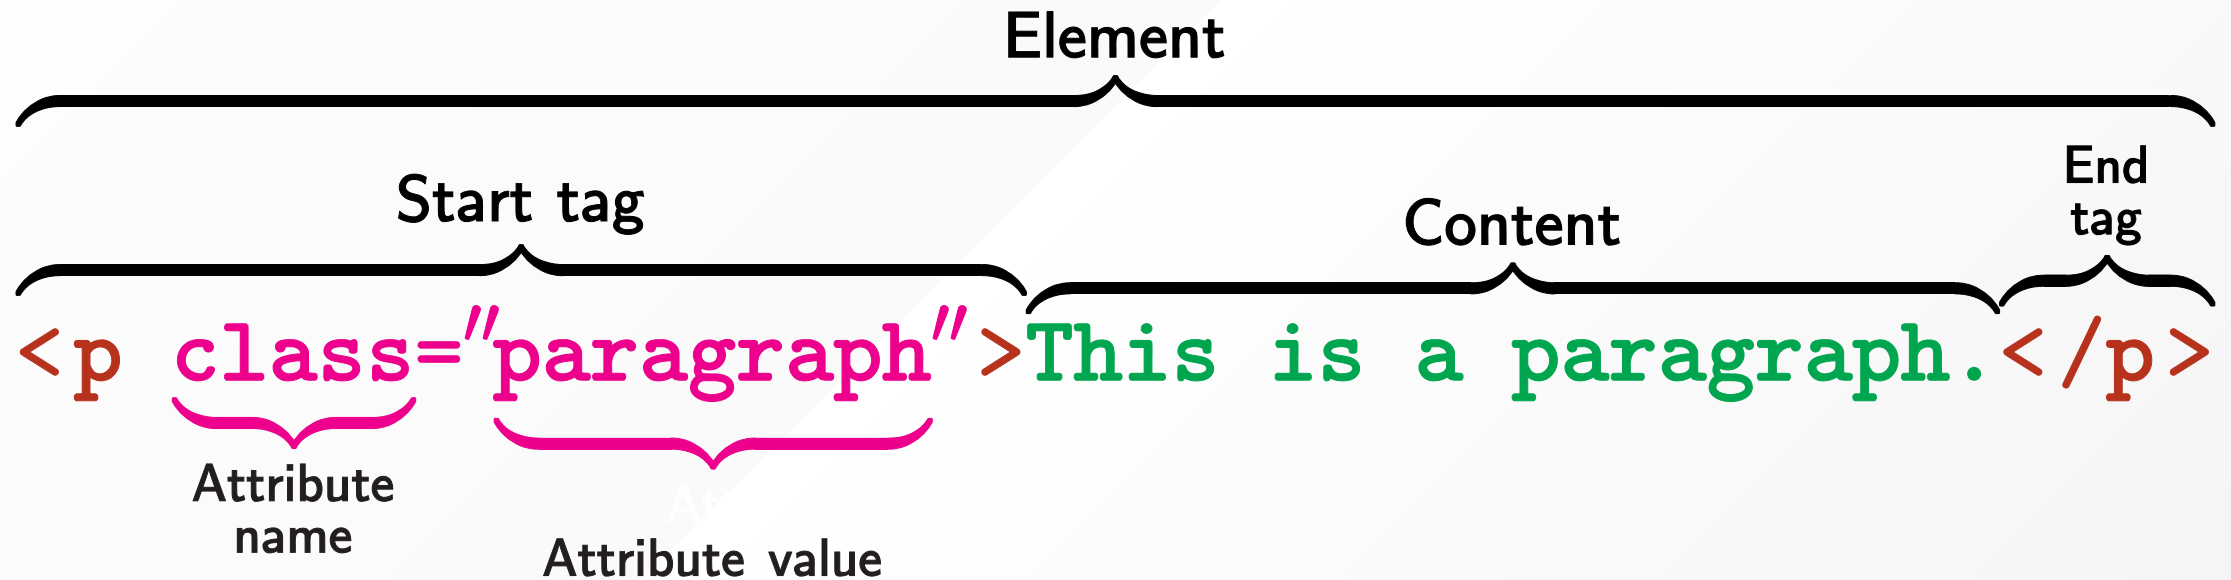 Element
Start tag
Content
End
tag
<p class="paragraph">This is a paragraph.</p>
Attribute
name
Attribute value